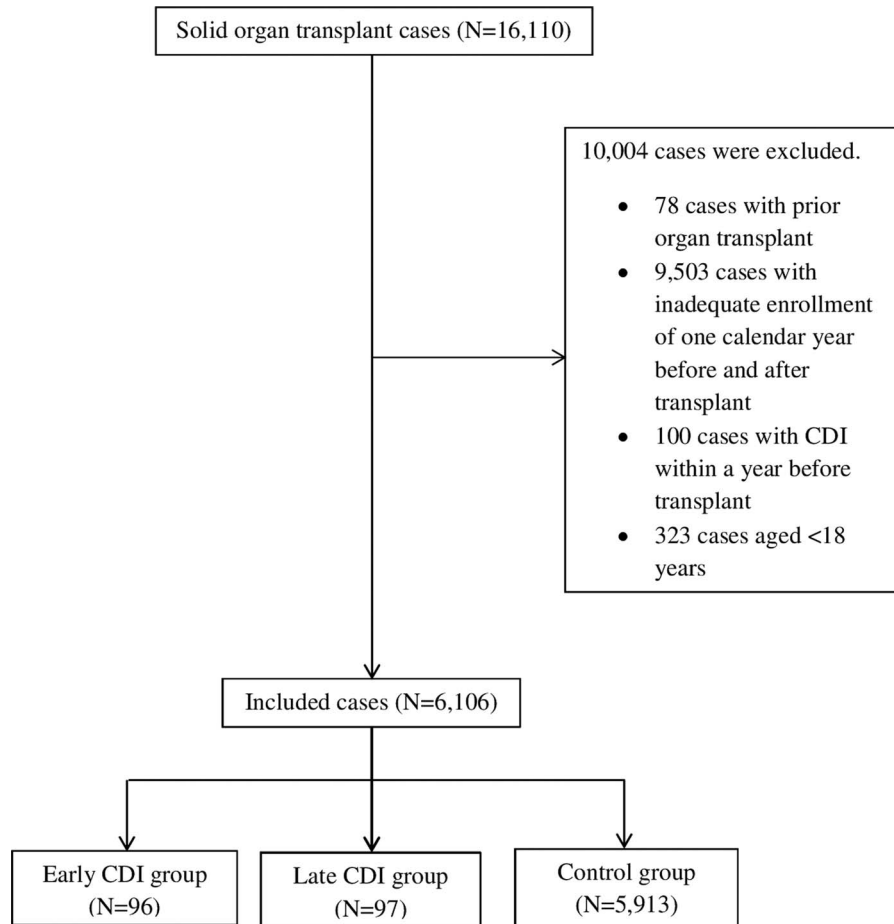 Solid organ transplant cases (N=16,110)
10,004 cases were excluded.
• 78 cases with prior
organ transplant
• 9,503 cases with
inadequate enrollment
of one calendar year
before and after
transplant
• 100 cases with CDI
within a year before
transplant
• 323 cases aged <18
years
Included cases (N=6,106)
Early CDI group
(N=96)
Late CDI group
(N=97)
Control group
(N=5,913)